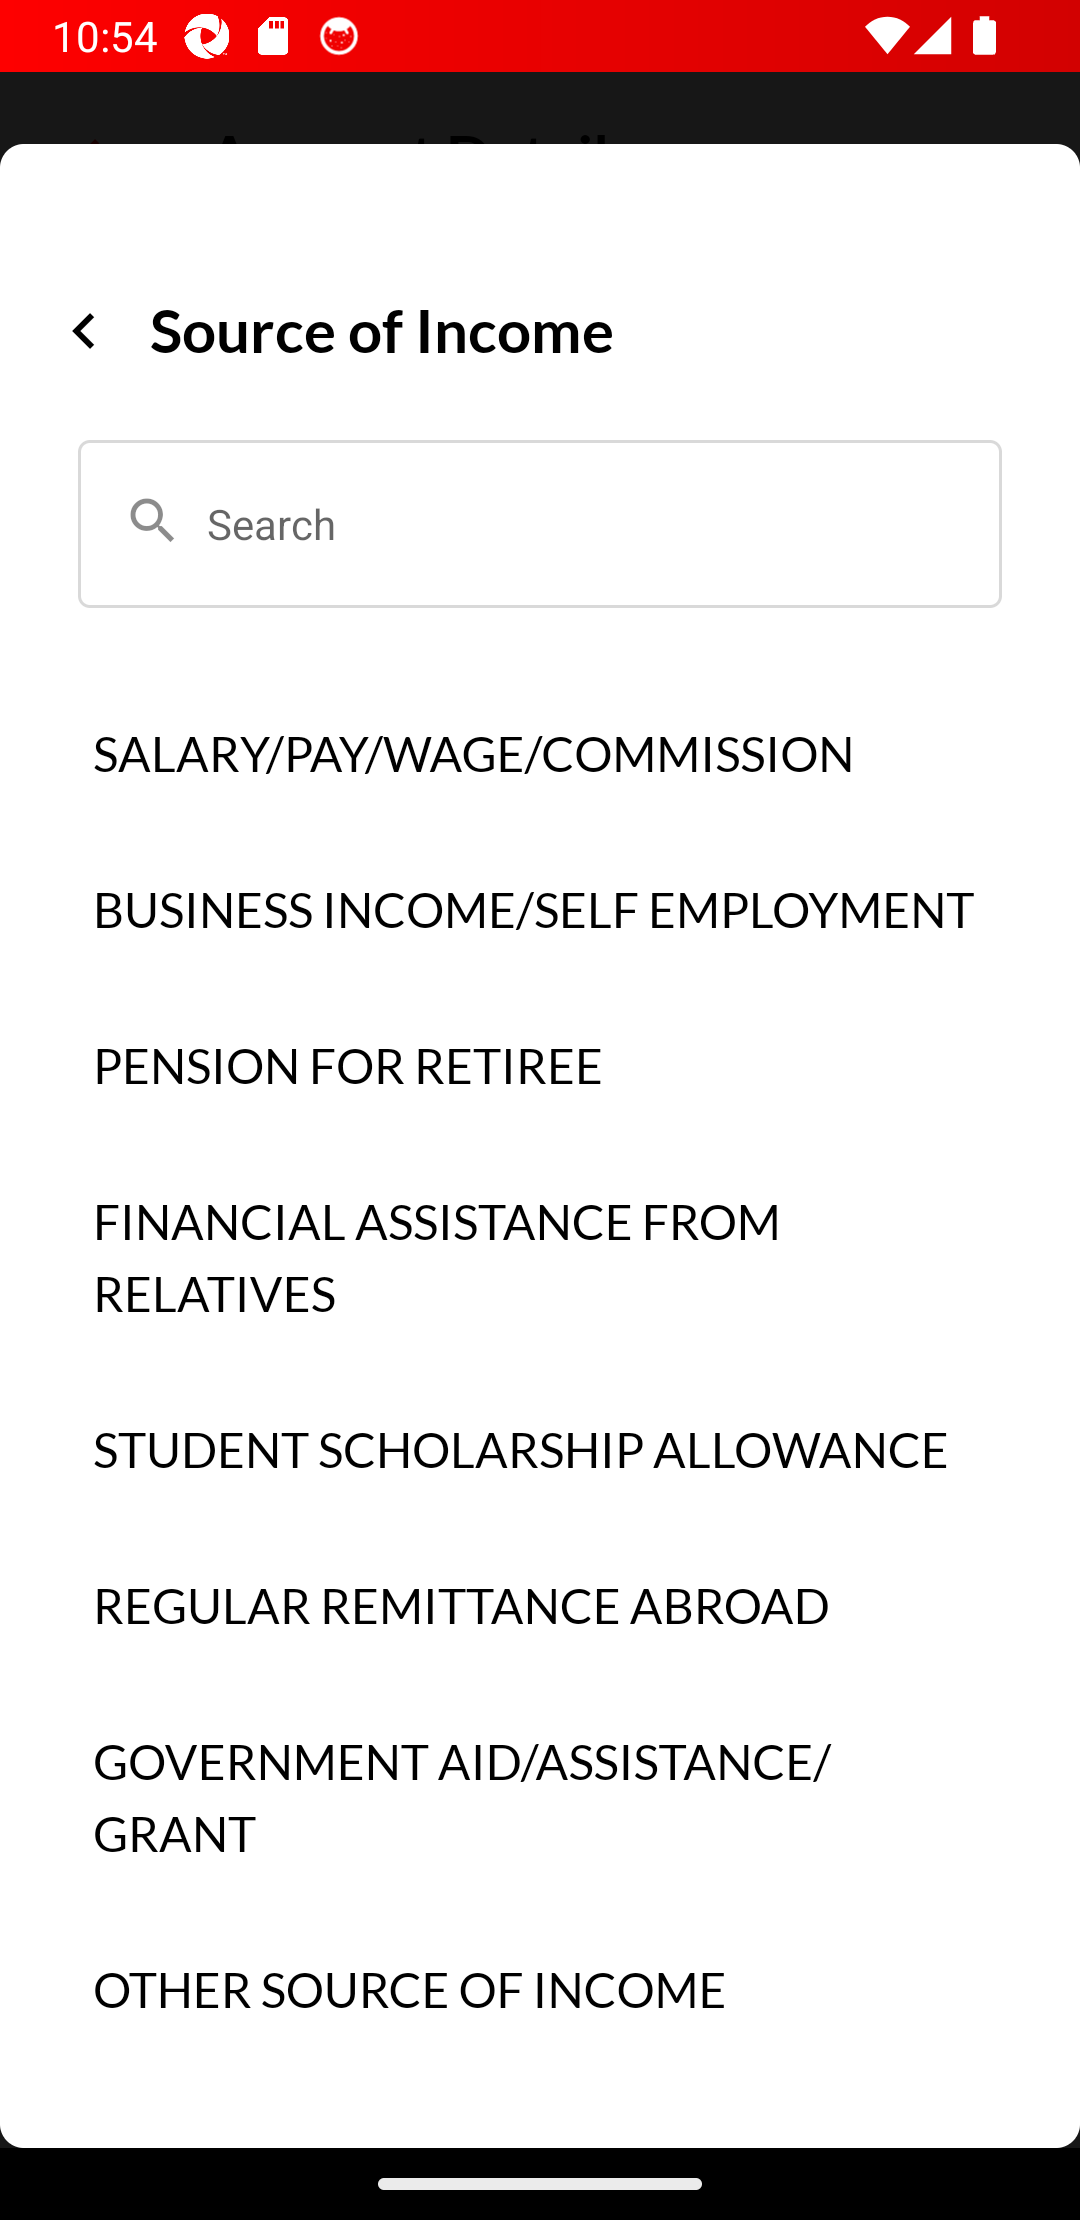 10:54
Source of Income
Search
SALARY/PAY/WAGE/COMMISSION
BUSINESS INCOME/SELF EMPLOYMENT
PENSION FOR RETIREE
FINANCIAL ASSISTANCE FROM
RELATIVES
STUDENT SCHOLARSHIP ALLOWANCE
REGULAR REMITTANCE ABROAD
GOVERNMENT AID/ASSISTANCE/
GRANT
OTHER SOURCE OF INCOME